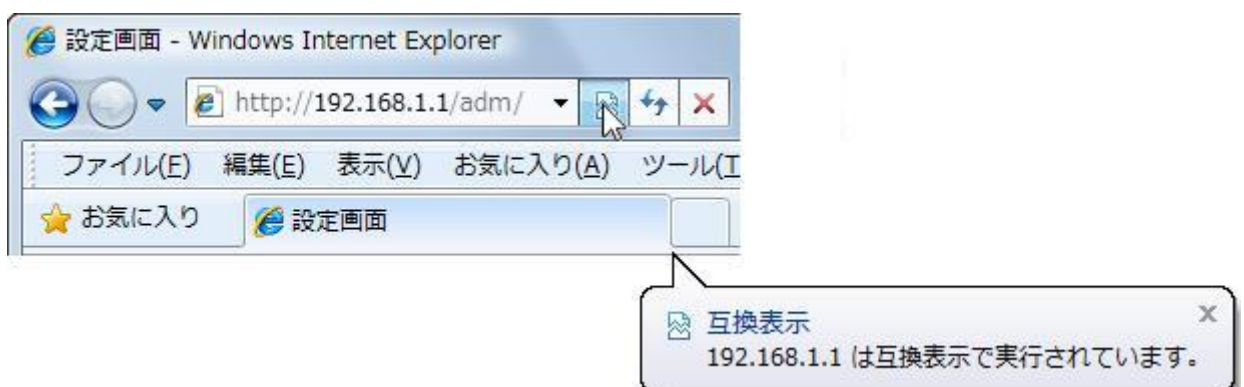 設定画面 - Windows Internet Explorer
http://192.168.1.1/adm/
ファイル(F) 編集(E) 表示(V) お気に入り(A) ツール(T
お気に入り 設定画面
互換表示
192.168.1.1 は互換表示で実行されています。